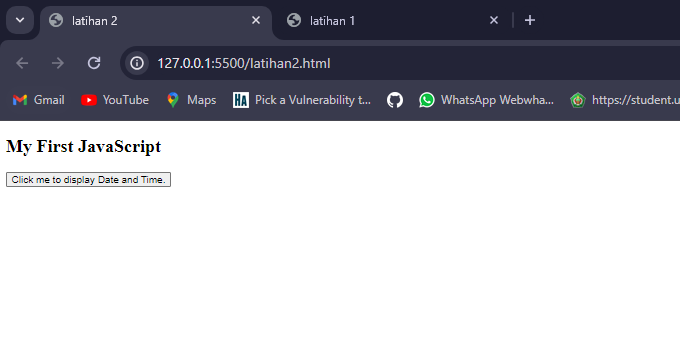 latihan 2
latihan 1
127.0.0.1:5500/latihan2.html
Gmail YouTube Maps HA Pick a Vulnerability t... WhatsApp Webwha... https://student.u
My First JavaScript
Click me to display Date and Time.